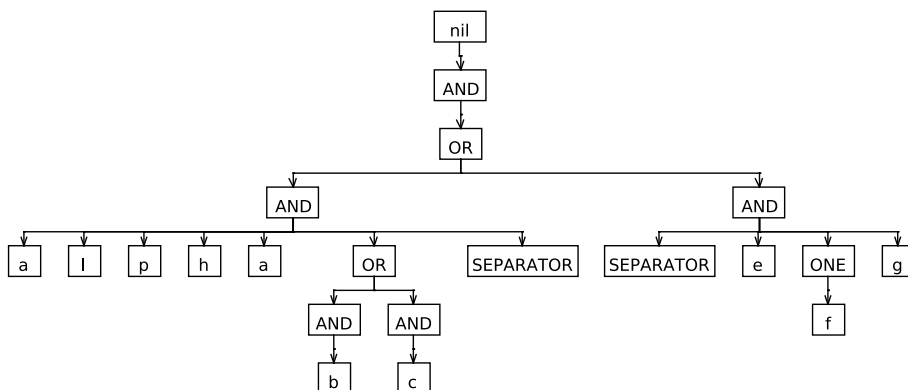 nil
AND
OR
AND AND
a l p h a OR SEPARATOR SEPARATOR e ONE g
AND AND f
b c